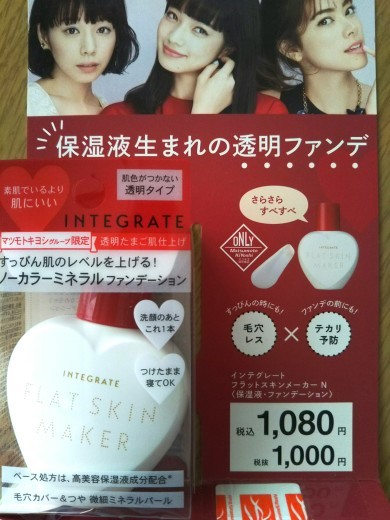 保湿液生まれの透明ファンデ
素肌でいるより
肌にいい
肌色がつかない
透明タイプ
INTEGRATE
マツモトキヨシグループ限定
透明たまご肌仕上げ
すっぴん肌のレベルを上げる!
ノーカラーミネラルファンデーション
洗顔のあと
これ1本
つけたまま
寝てOK
INTEGRATE
FLAT SKIN
MAKER
ベース処方は、高美容保湿液成分配合*
毛穴カバー&つや 微細ミネラルパール
さらさら
すべすべ
ONLY
Matsumoto
KiYoshi
FLAT SKIN
MAKER
すっぴんの時にも!
毛穴
レス
×
ファンデの前にも!
テカリ
予防
インテグレート
フラットスキンメーカー N
〈保湿液・ファンデーション〉
税込 1,080円
税抜 1,000円